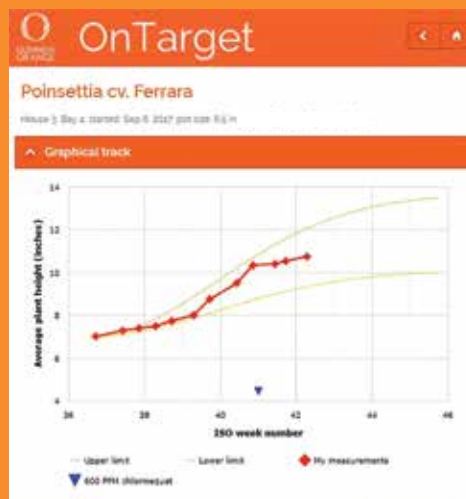 OnTarget
Poinsettia cv. Ferrara
House 3 Bay 4 started Sep 6 2017 pot size 6.5 in
Graphical track
Average plant height (inches)
14
12
10
8
6
4
36
38
40
42
44
46
ISO week number
Upper limit
Lower limit
My measurements
600 PPM chlormequat